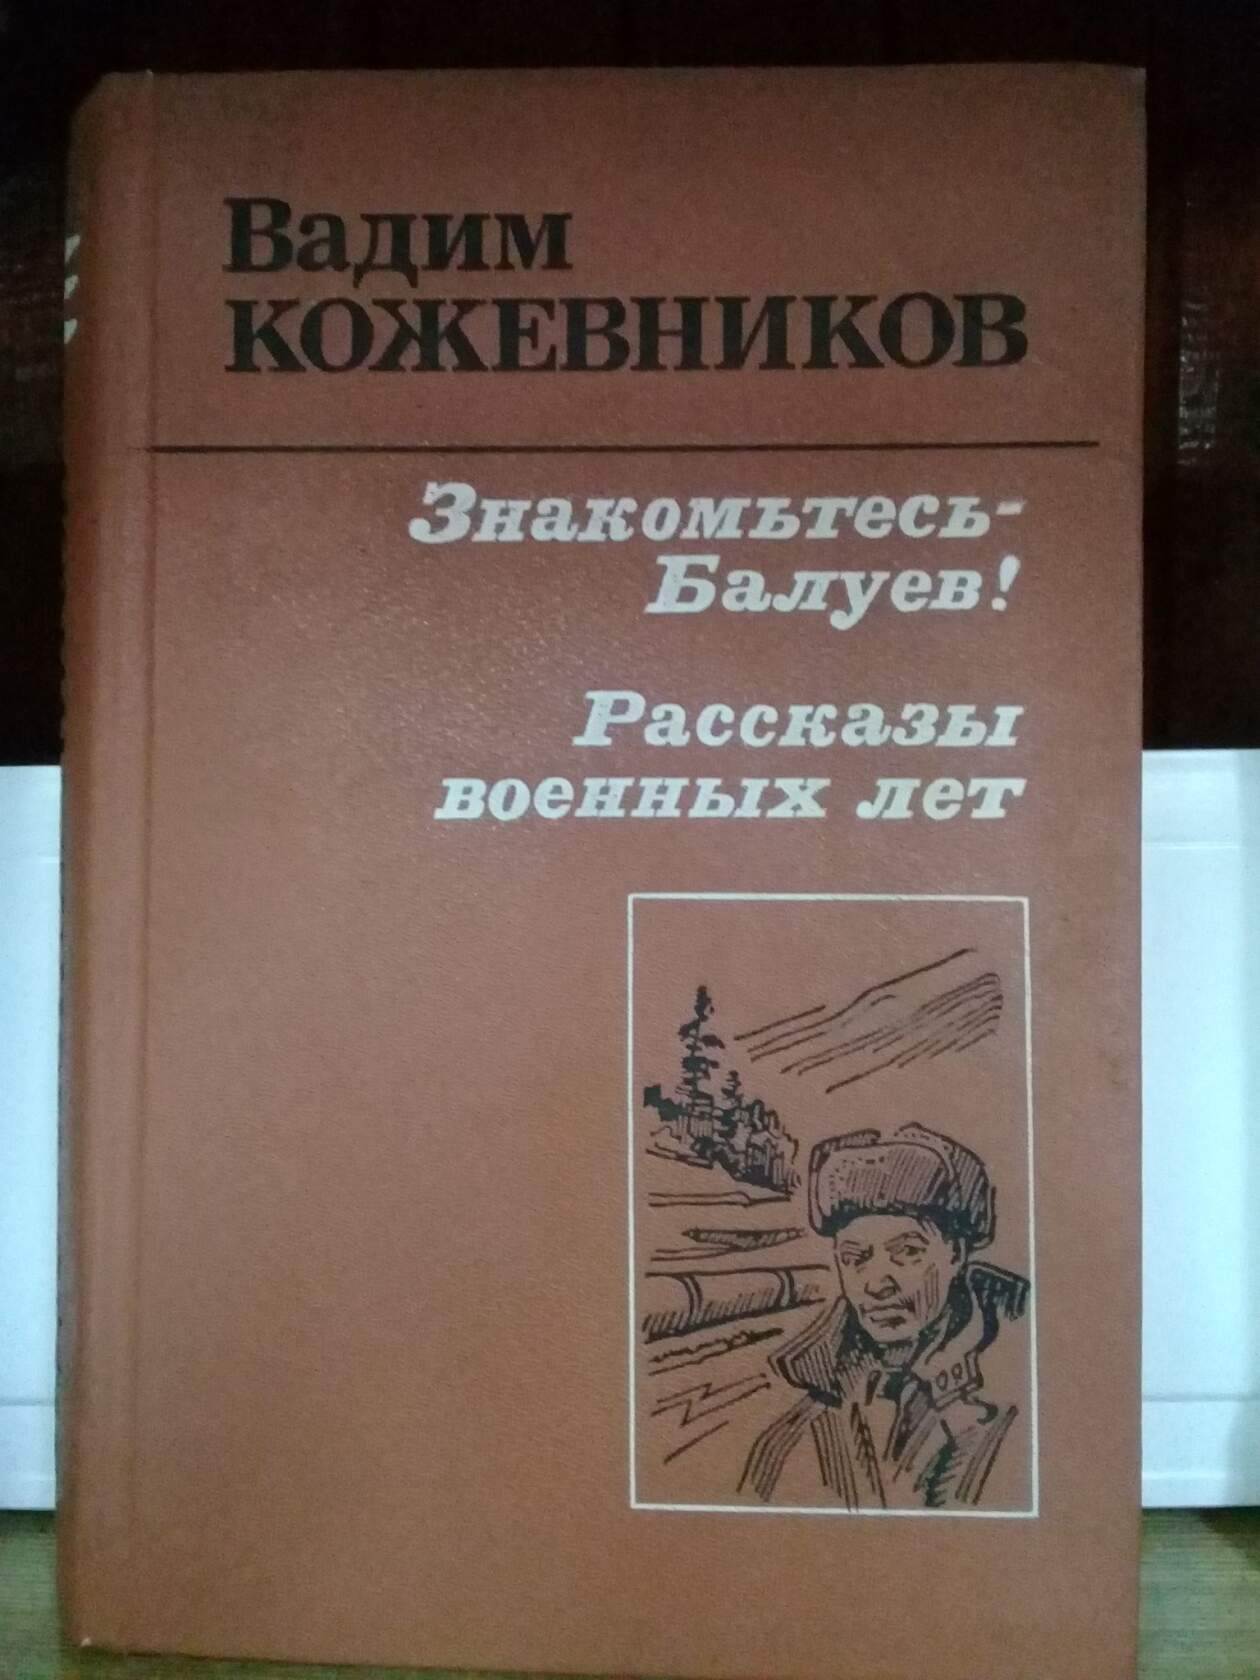 Вадим
КОЖЕВНИКОВ
Знакомьтесь-
Балуев!
Рассказы
военных лет